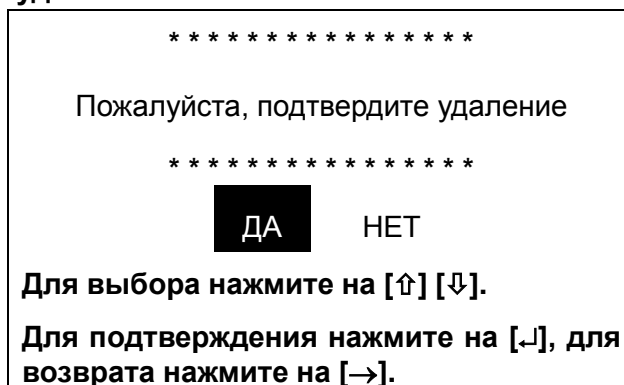 * * * * * * * * * * * * * * * *
Пожалуйста, подтвердите удаление
* * * * * * * * * * * * * * * *
ДА НЕТ
Для выбора нажмите на [⇧] [⇩].
Для подтверждения нажмите на [↵], для
возврата нажмите на [→].